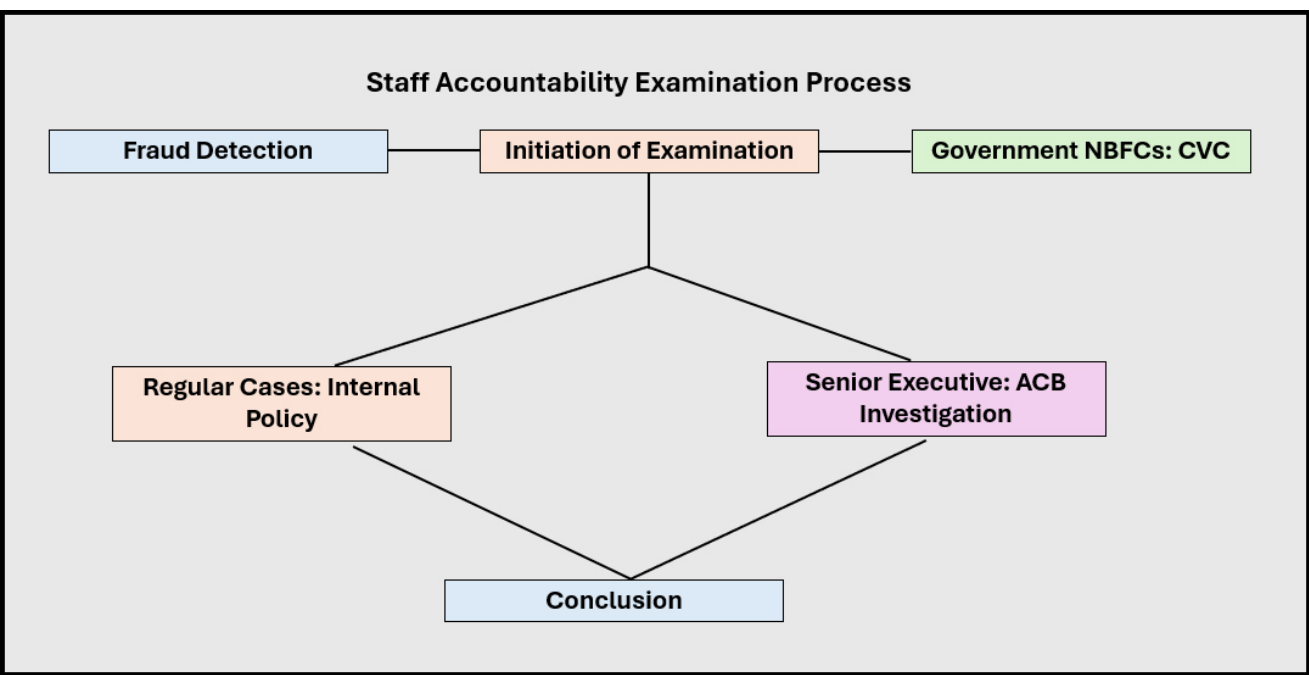 Staff Accountability Examination Process
Fraud Detection
Initiation of Examination
Government NBFCs: CVC
Regular Cases: Internal
Policy
Senior Executive: ACB
Investigation
Conclusion